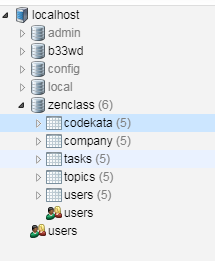 localhost
admin
b33wd
config
local
zenclass (6)
codekata (5)
company (5)
tasks (5)
topics (5)
users (5)
users
users